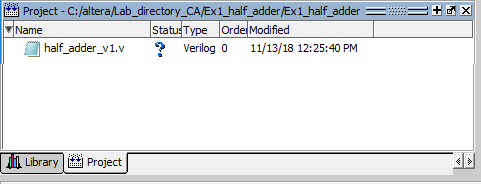 Project - C:/altera/Lab_directory_CA/Ex1_half_adder/Ex1_half_adder
Name Status Type Order Modified
half_adder_v1.v ? Verilog 0 11/13/18 12:25:40 PM
Library Project